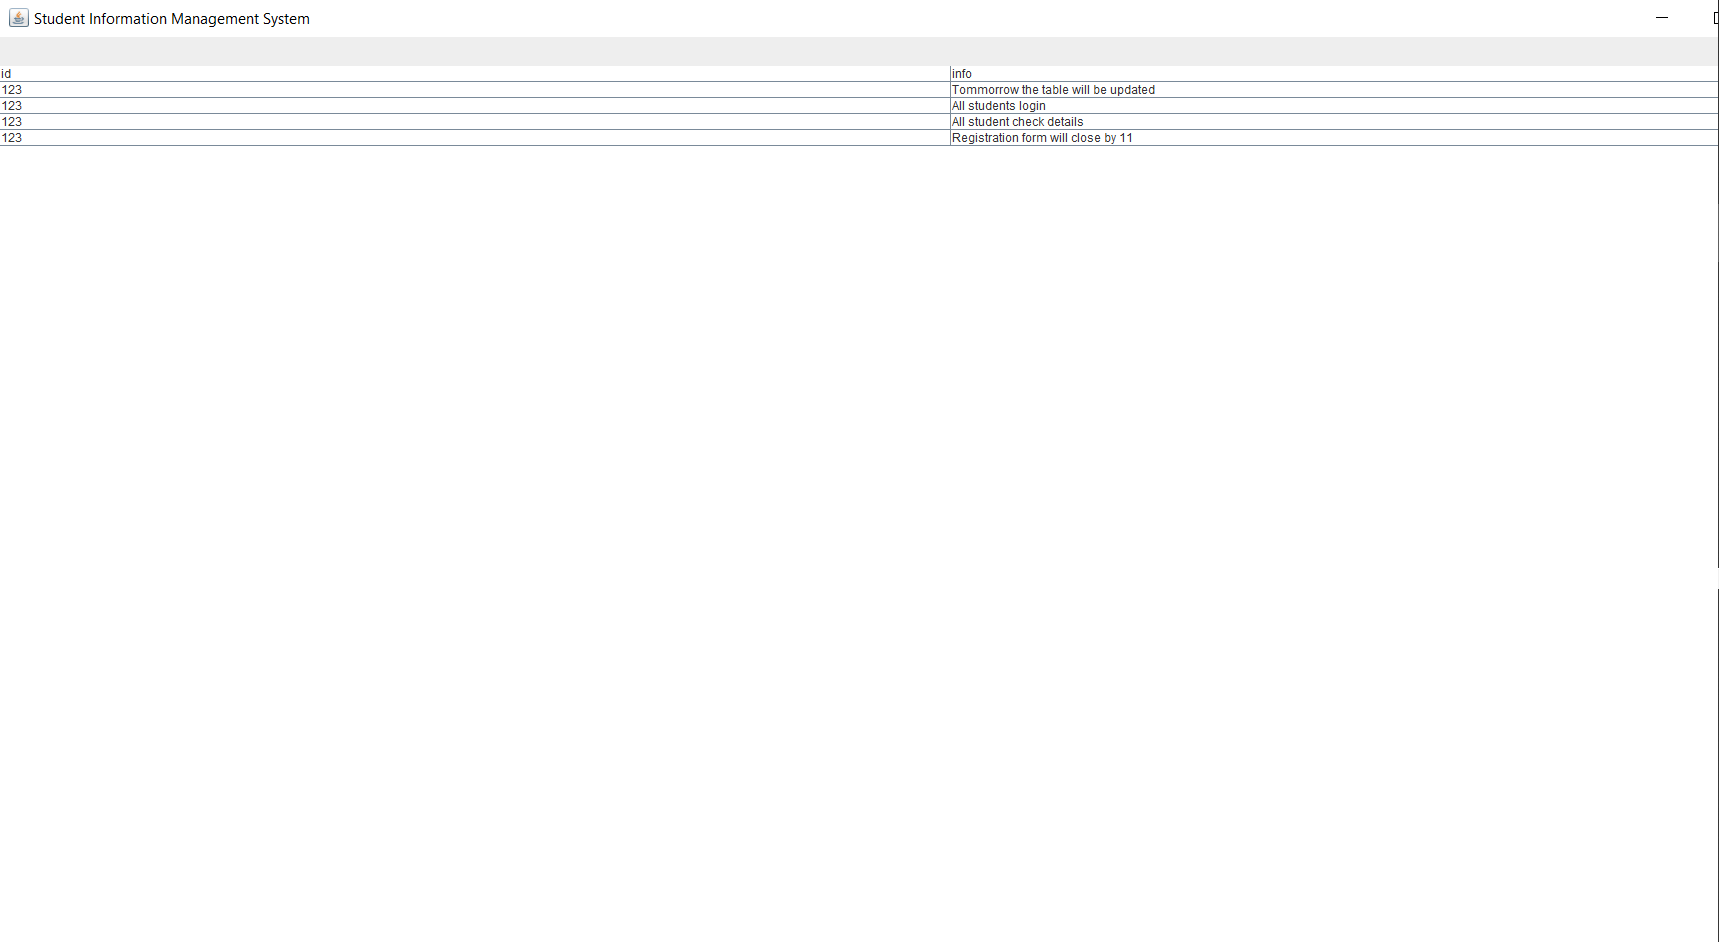 Student Information Management System
id info
123 Tommorrow the table will be updated
123 All students login
123 All student check details
123 Registration form will close by 11